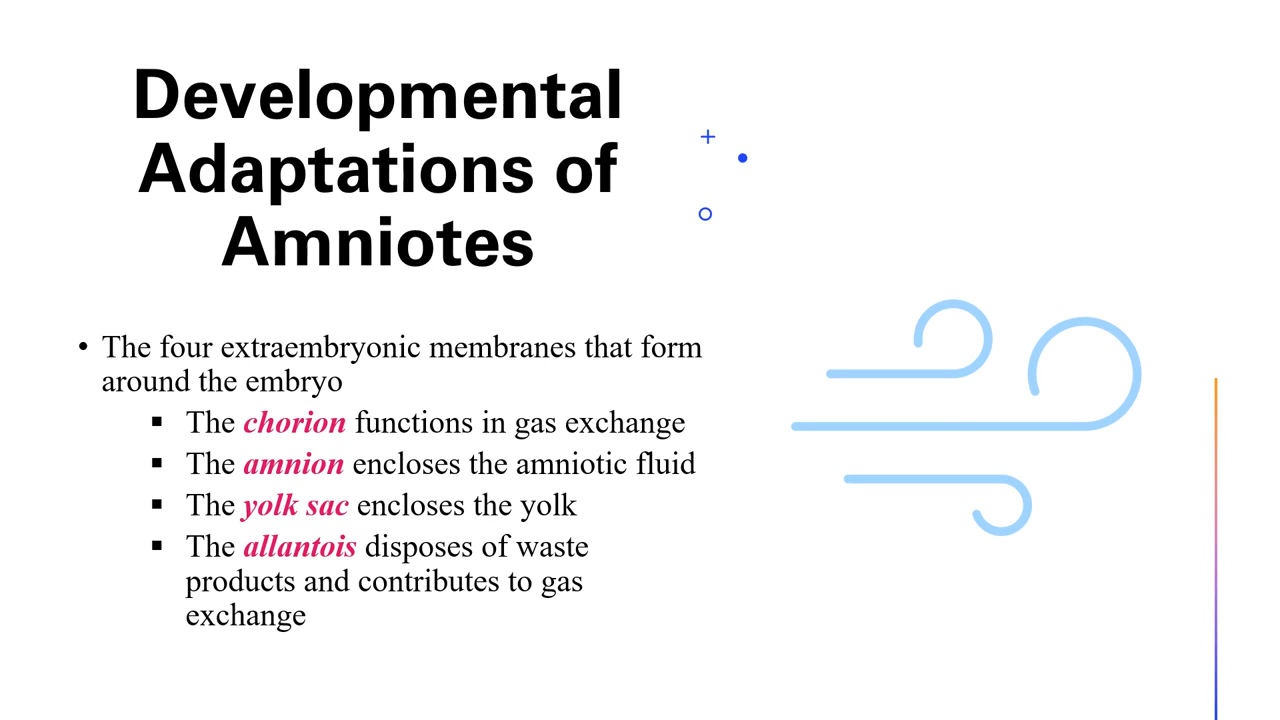 Developmental
Adaptations of
Amniotes
• The four extraembryonic membranes that form
around the embryo
▪ The chorion functions in gas exchange
▪ The amnion encloses the amniotic fluid
▪ The yolk sac encloses the yolk
▪ The allantois disposes of waste
products and contributes to gas
exchange